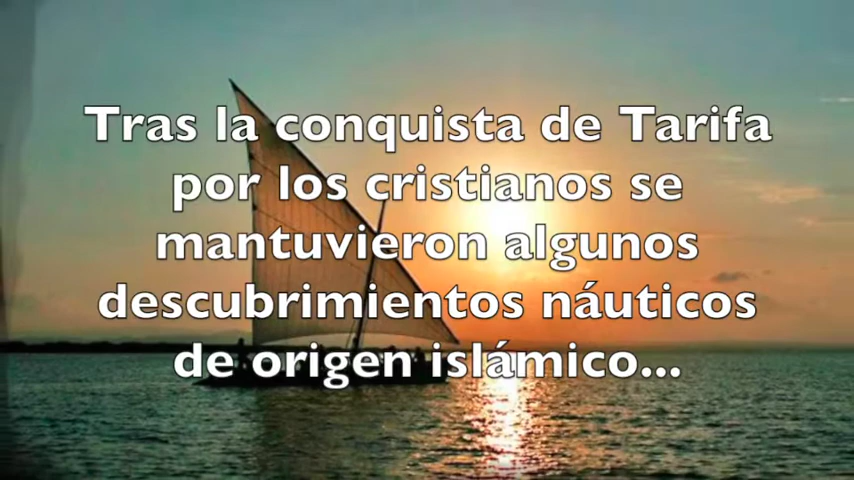 Tras la conquista de Tarifa
por los cristianos se
mantuvieron algunos
descubrimientos náuticos
de origen islámico...